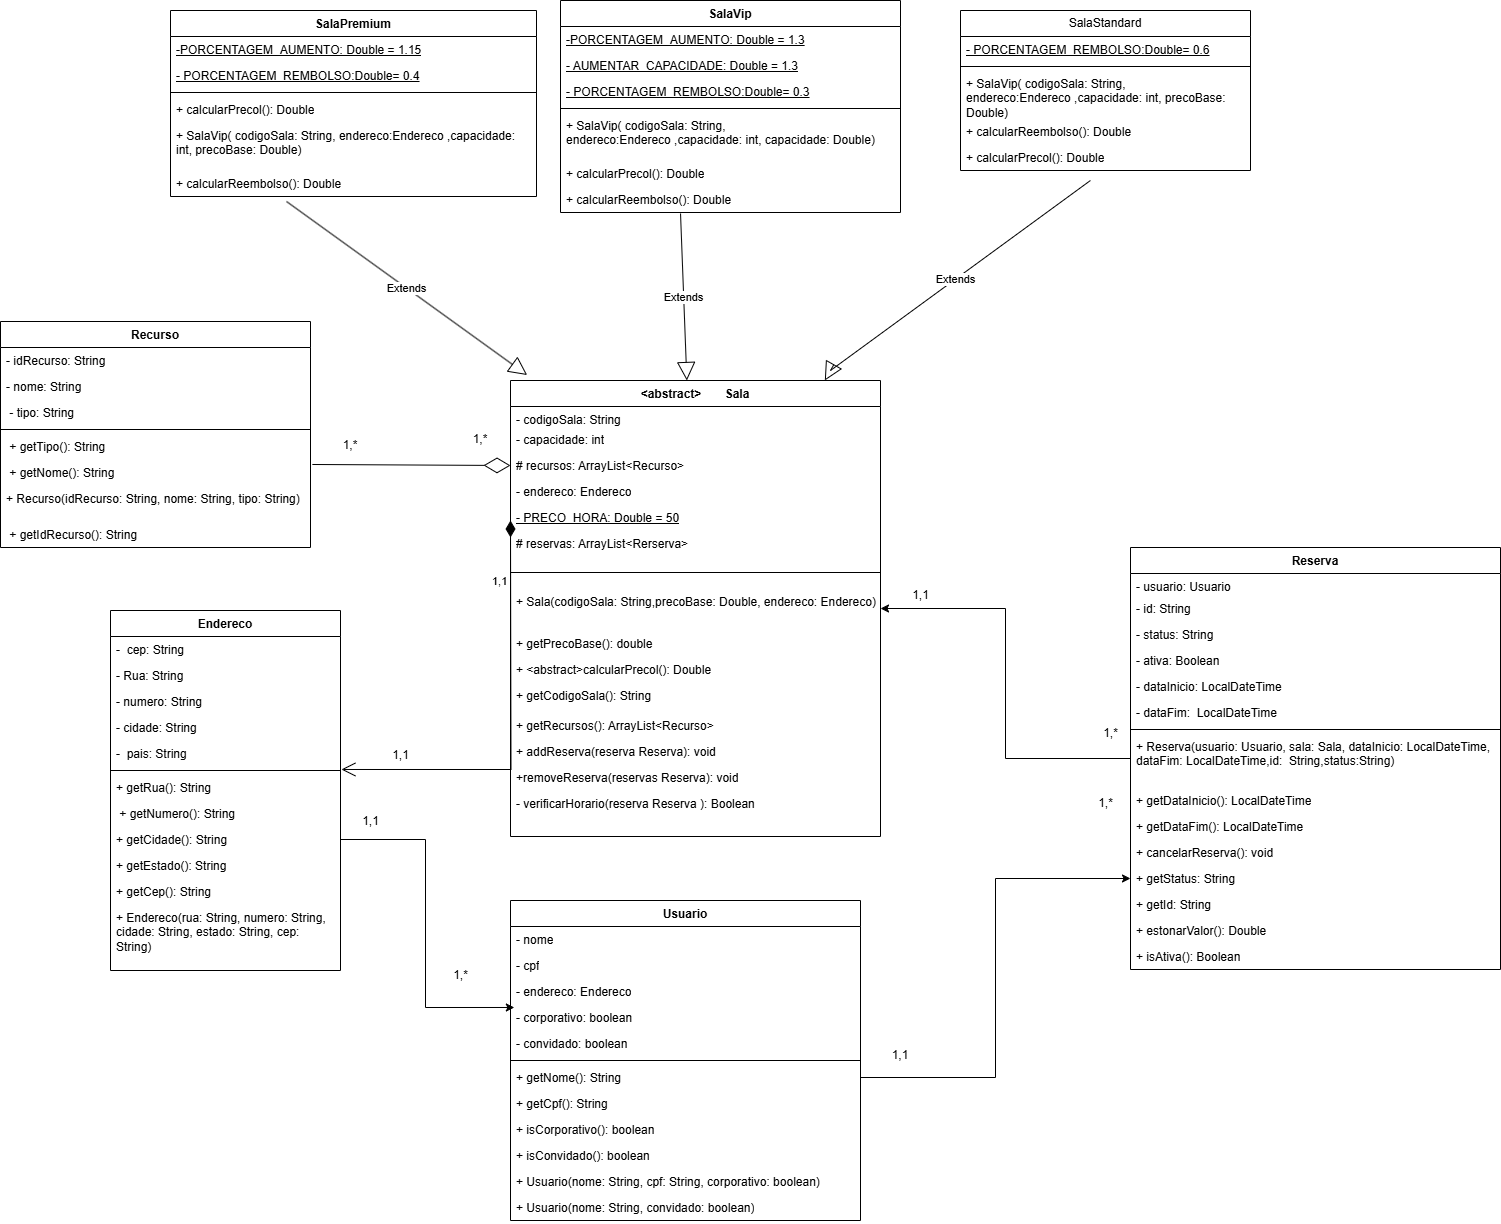 SalaPremium
-PORCENTAGEM_AUMENTO: Double = 1.15
- PORCENTAGEM_REMBOLSO:Double= 0.4
+ calcularPrecol(): Double
+ SalaVip( codigoSala: String, endereco:Endereco ,capacidade:
int, precoBase: Double)
+ calcularReembolso(): Double
SalaVip
-PORCENTAGEM_AUMENTO: Double = 1.3
- AUMENTAR_CAPACIDADE: Double = 1.3
- PORCENTAGEM_REMBOLSO:Double= 0.3
+ SalaVip( codigoSala: String,
endereco:Endereco ,capacidade: int, capacidade: Double)
+ calcularPrecol(): Double
+ calcularReembolso(): Double
SalaStandard
- PORCENTAGEM_REMBOLSO:Double= 0.6
+ SalaVip( codigoSala: String,
endereco:Endereco ,capacidade: int, precoBase:
Double)
+ calcularReembolso(): Double
+ calcularPrecol(): Double
Extends
Extends
Extends
Recurso
- idRecurso: String
- nome: String
- tipo: String
+ getTipo(): String
+ getNome(): String
+ Recurso(idRecurso: String, nome: String, tipo: String)
+ getIdRecurso(): String
1,*
1,*
<abstract> Sala
- codigoSala: String
- capacidade: int
# recursos: ArrayList<Recurso>
- endereco: Endereco
- PRECO_HORA: Double = 50
# reservas: ArrayList<Rerserva>
+ Sala(codigoSala: String,precoBase: Double, endereco: Endereco)
+ getPrecoBase(): double
+ <abstract>calcularPrecol(): Double
+ getCodigoSala(): String
+ getRecursos(): ArrayList<Recurso>
+ addReserva(reserva Reserva): void
+removeReserva(reservas Reserva): void
- verificarHorario(reserva Reserva ): Boolean
1,1
1,1
1,1
1,*
Reserva
- usuario: Usuario
- id: String
- status: String
- ativa: Boolean
- dataInicio: LocalDateTime
- dataFim: LocalDateTime
+ Reserva(usuario: Usuario, sala: Sala, dataInicio: LocalDateTime,
dataFim: LocalDateTime,id: String,status:String)
+ getDataInicio(): LocalDateTime
+ getDataFim(): LocalDateTime
+ cancelarReserva(): void
+ getStatus: String
+ getId: String
+ estonarValor(): Double
+ isAtiva(): Boolean
1,*
Endereco
- cep: String
- Rua: String
- numero: String
- cidade: String
- pais: String
+ getRua(): String
+ getNumero(): String
+ getCidade(): String
+ getEstado(): String
+ getCep(): String
+ Endereco(rua: String, numero: String,
cidade: String, estado: String, cep:
String)
1,1
1,*
Usuario
- nome
- cpf
- endereco: Endereco
- corporativo: boolean
- convidado: boolean
+ getNome(): String
+ getCpf(): String
+ isCorporativo(): boolean
+ isConvidado(): boolean
+ Usuario(nome: String, cpf: String, corporativo: boolean)
+ Usuario(nome: String, convidado: boolean)
1,1